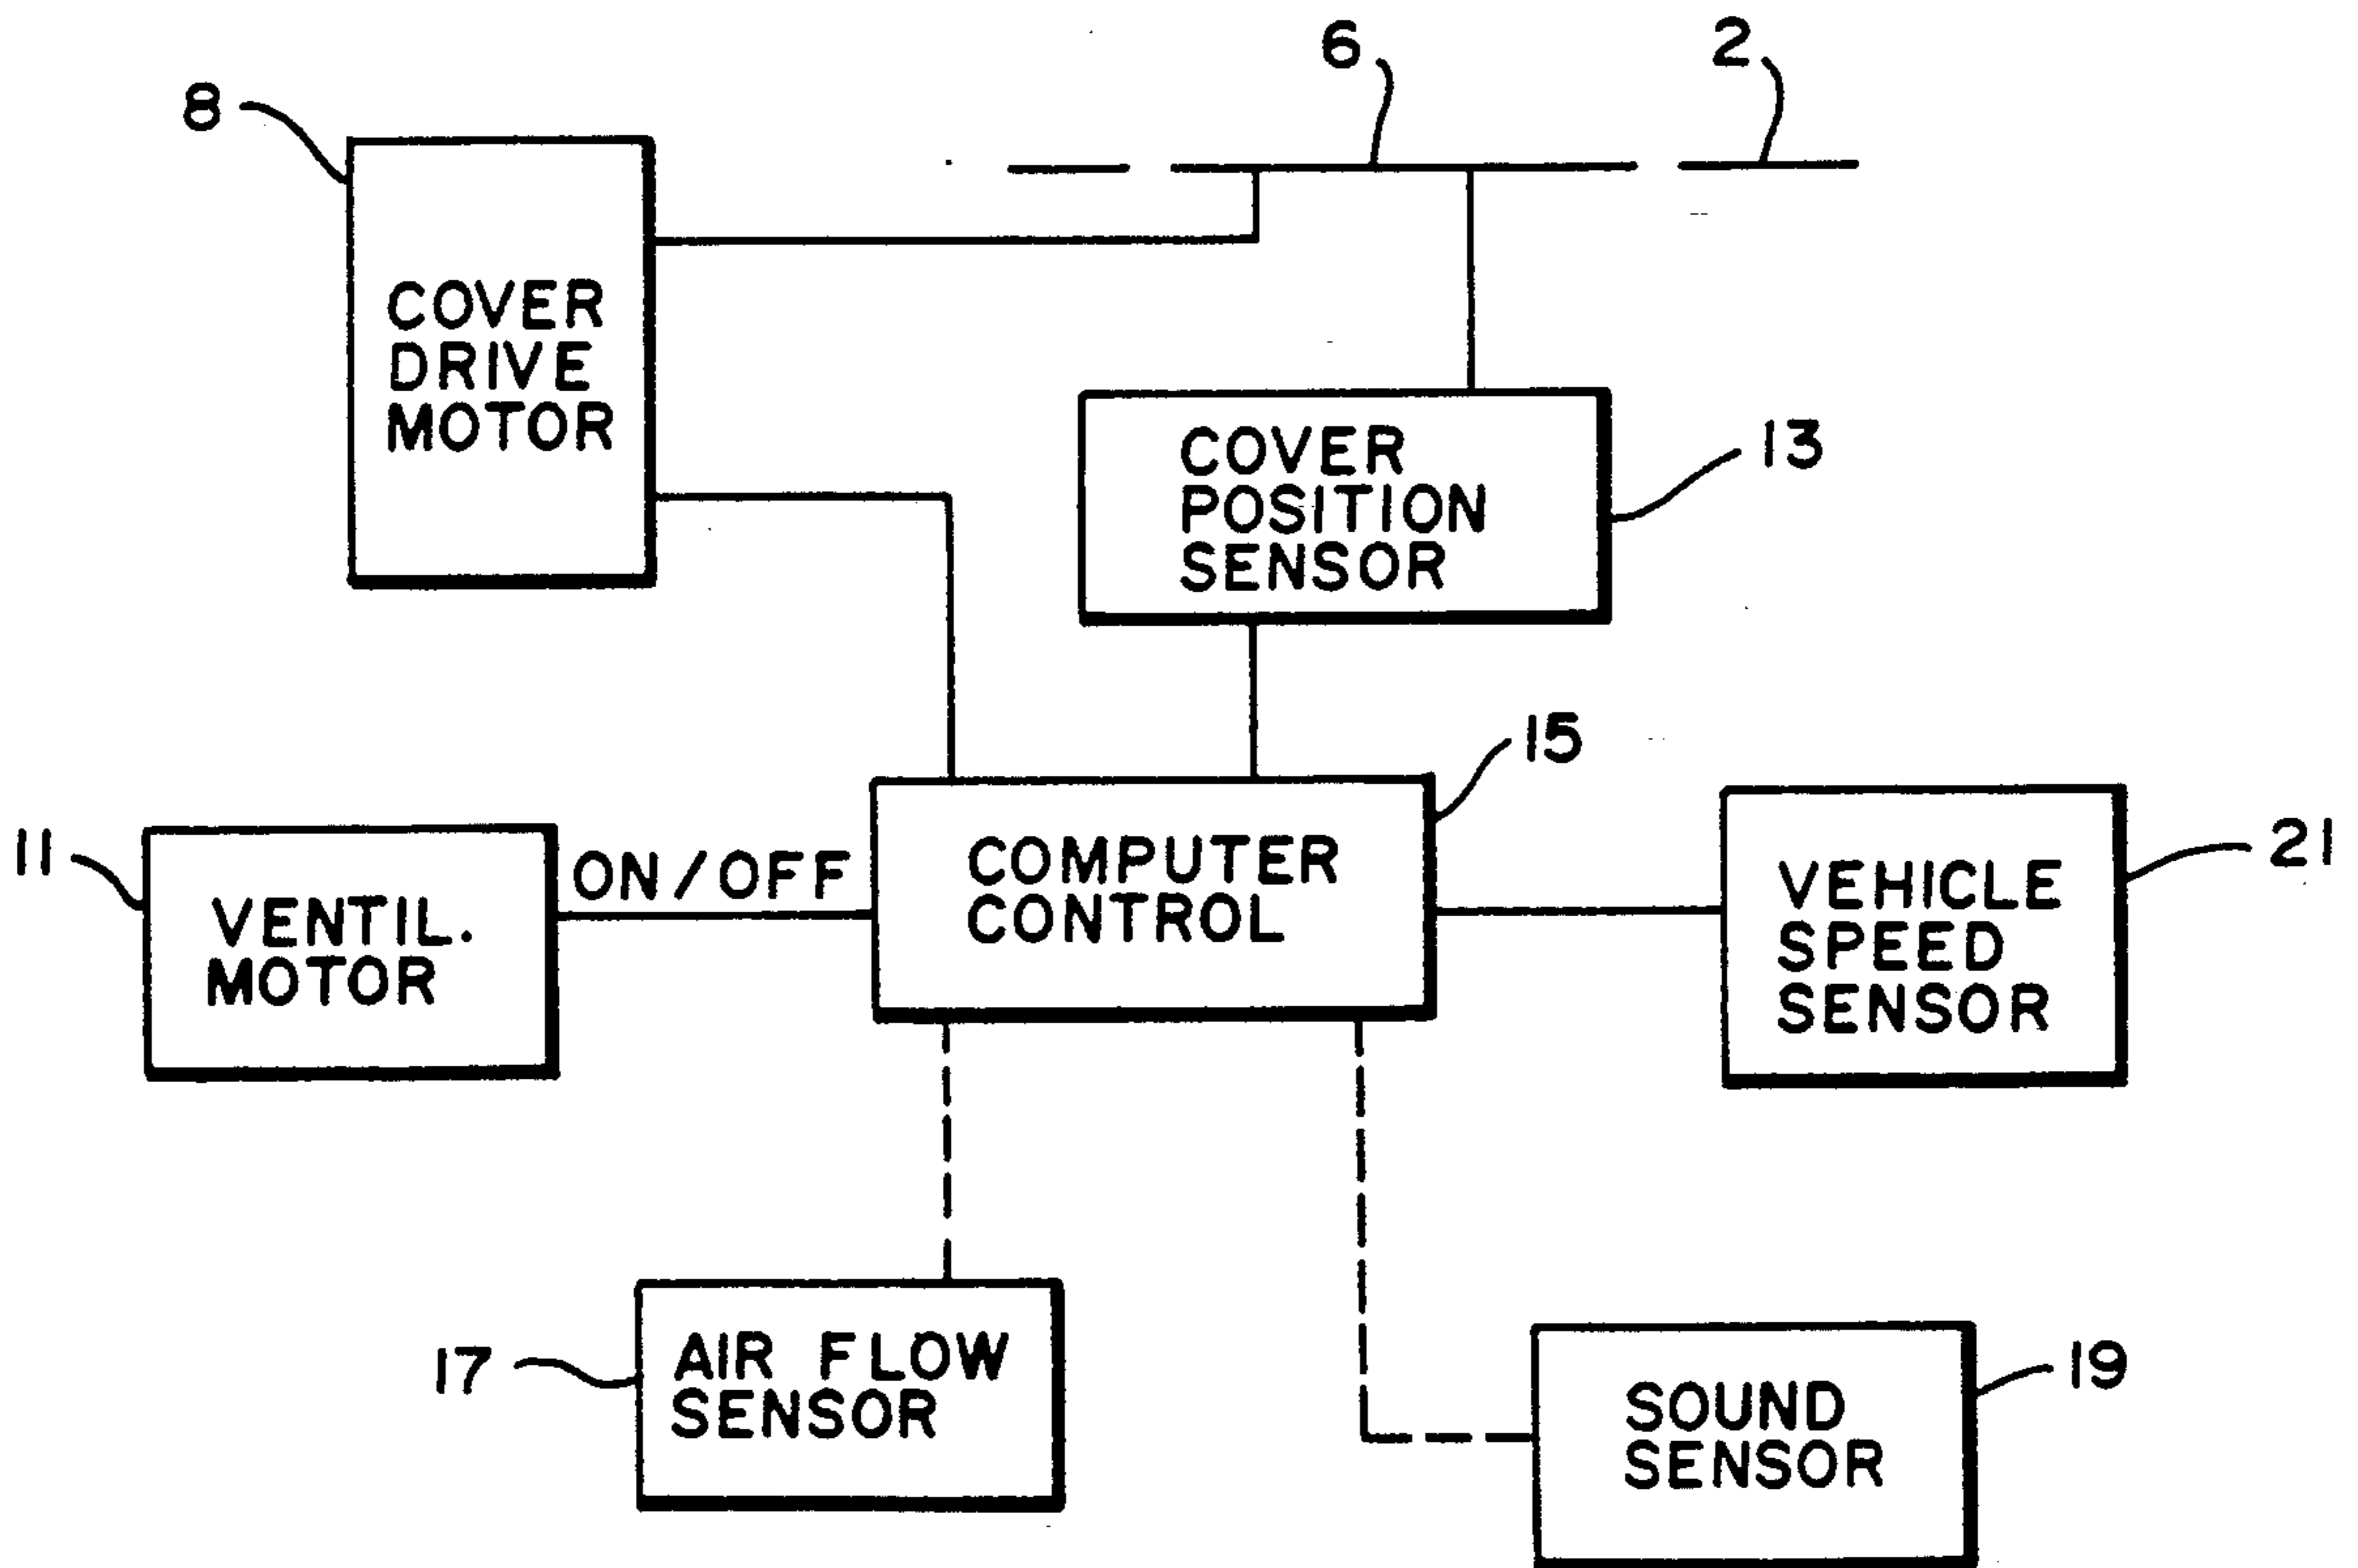 6
2
8
COVER
DRIVE
MOTOR
13
COVER
POSITION
SENSOR
15
11
VENTIL.
MOTOR
ON/OFF
COMPUTER
CONTROL
21
VEHICLE
SPEED
SENSOR
17
AIR FLOW
SENSOR
19
SOUND
SENSOR